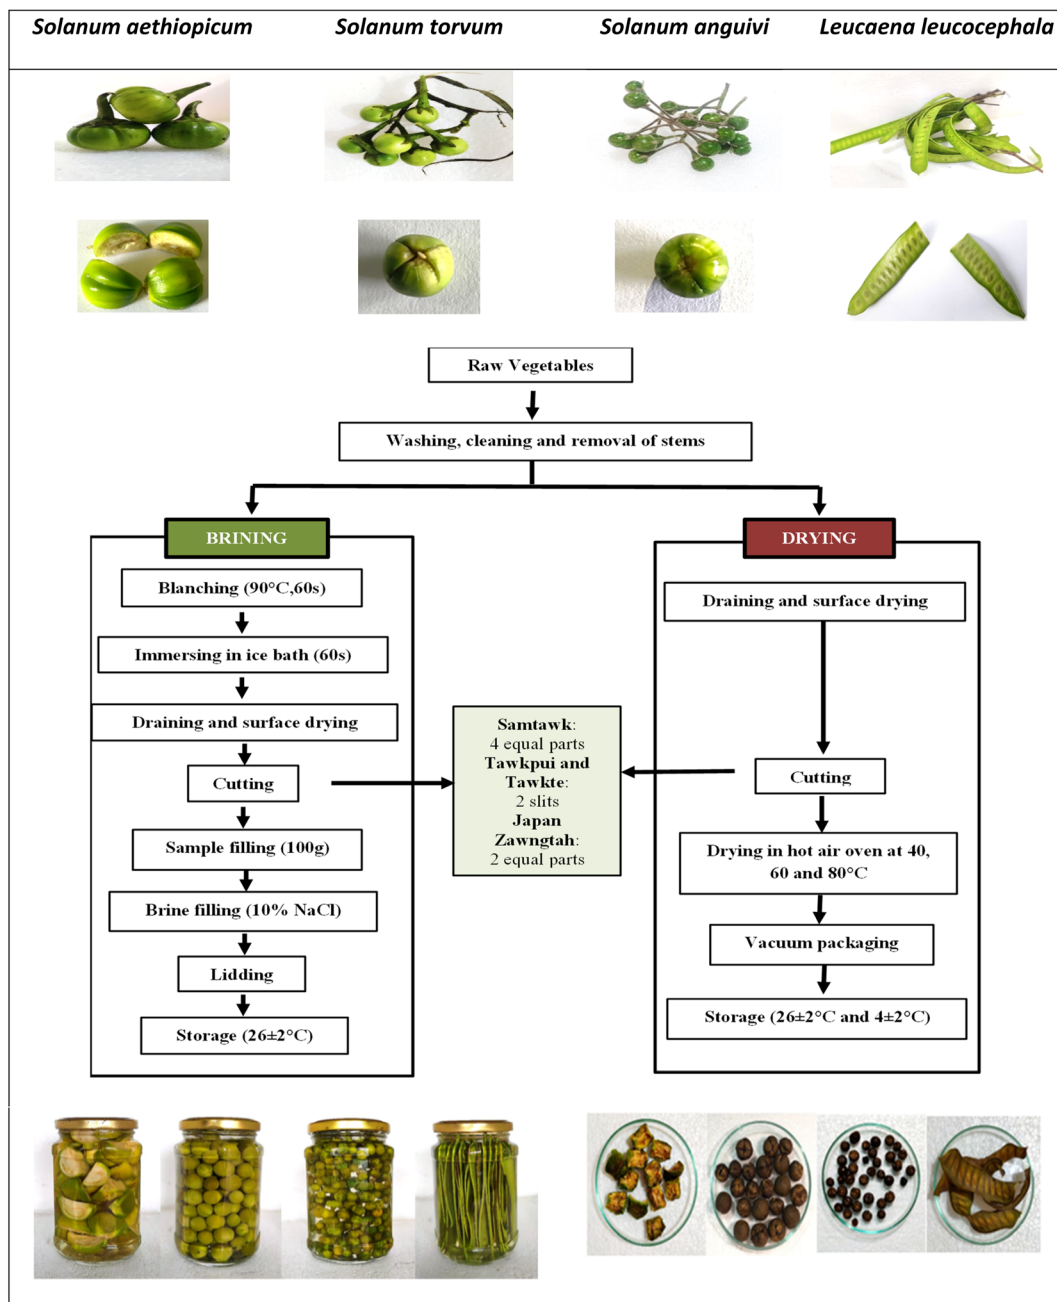 Solanum aethiopicum
Solanum torvum
Solanum anguivi
Leucaena leucocephala
Raw Vegetables
Washing, cleaning and removal of stems
BRINING
Blanching (90°C,60s)
Immersing in ice bath (60s)
Draining and surface drying
Cutting
Sample filling (100g)
Brine filling (10% NaCl)
Lidding
Storage (26±2°C)
Samtawk:
4 equal parts
Tawkpui and
Tawkte:
2 slits
Japan
Zawngtah:
2 equal parts
DRYING
Draining and surface drying
Cutting
Drying in hot air oven at 40,
60 and 80°C
Vacuum packaging
Storage (26±2°C and 4±2°C)